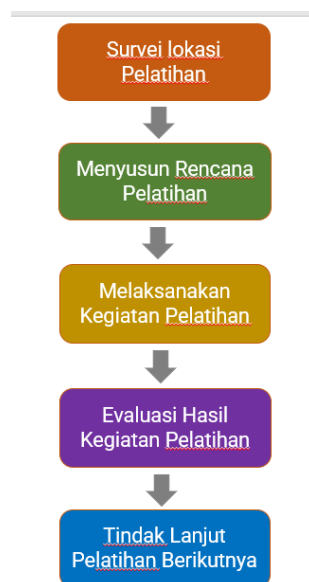 Survei lokasi
Pelatihan
Menyusun Rencana
Pelatihan
Melaksanakan
Kegiatan Pelatihan
Evaluasi Hasil
Kegiatan Pelatihan
Tindak Lanjut
Pelatihan Berikutnya